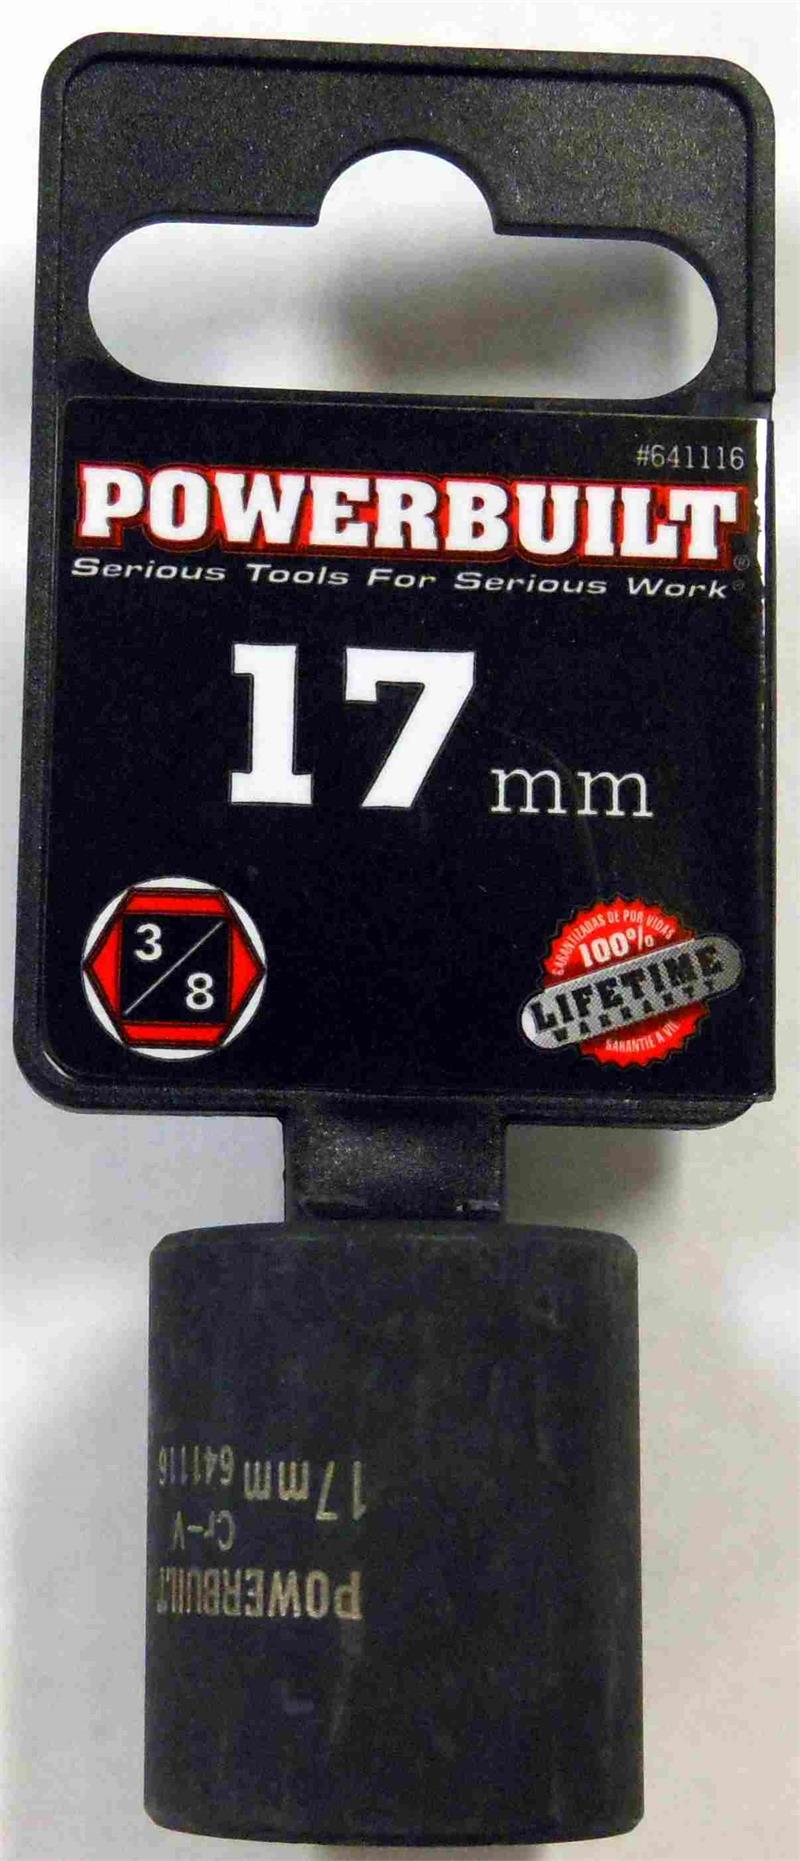 #641116
POWERBUILT®
Serious Tools For Serious Work®
17 mm
3/8
GARANTIZADAS DE POR VIDAS
100%
LIFETIME
WARRANTY
GARANTIE A VIE
POWERBUILT
Cr-V
17mm 641116